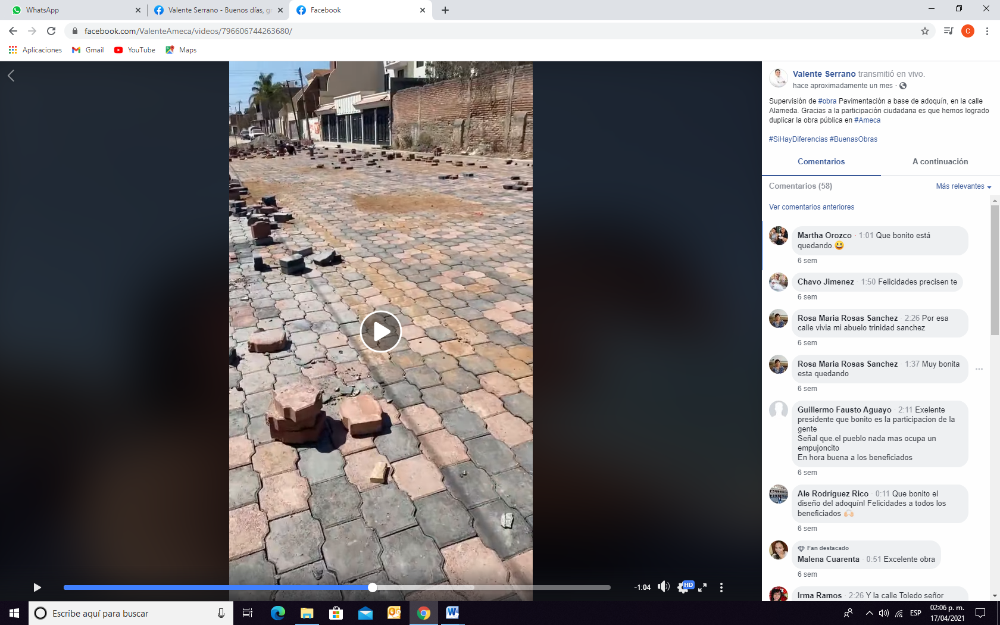 WhatsApp
Valente Serrano - Buenos días, gr
Facebook
facebook.com/ValenteAmeca/videos/796606744263680/
C
Aplicaciones
Gmail
YouTube
Maps
Valente Serrano transmitió en vivo.
hace aproximadamente un mes ·
Supervisión de #obra Pavimentación a base de adoquín, en la calle
Alameda. Gracias a la participación ciudadana es que hemos logrado
duplicar la obra pública en #Ameca
#SiHayDiferencias #BuenasObras
Comentarios
A continuación
Comentarios (58)
Más relevantes
Ver comentarios anteriores
Martha Orozco · 1:01 Que bonito está
quedando.😀
6 sem
Chavo Jimenez · 1:50 Felicidades precisen te
6 sem
Rosa Maria Rosas Sanchez · 2:26 Por esa
calle vivia mi abuelo trinidad sanchez
6 sem
Rosa Maria Rosas Sanchez · 1:37 Muy bonita
esta quedando
6 sem
Guillermo Fausto Aguayo · 2:11 Exelente
presidente que bonito es la participacion de la
gente
Señal que.el pueblo nada mas ocupa un
empujoncito
En hora buena a los beneficiados
6 sem
Ale Rodríguez Rico · 0:11 Que bonito el
diseño del adoquín! Felicidades a todos los
beneficiados 🙌🏻
6 sem
Fan destacado
Malena Cuarenta · 0:51 Excelente obra
6 sem
Irma Ramos · 2:26 Y la calle Toledo señor
-1:04
HD
Escribe aquí para buscar
ESP
02:06 p. m.
17/04/2021